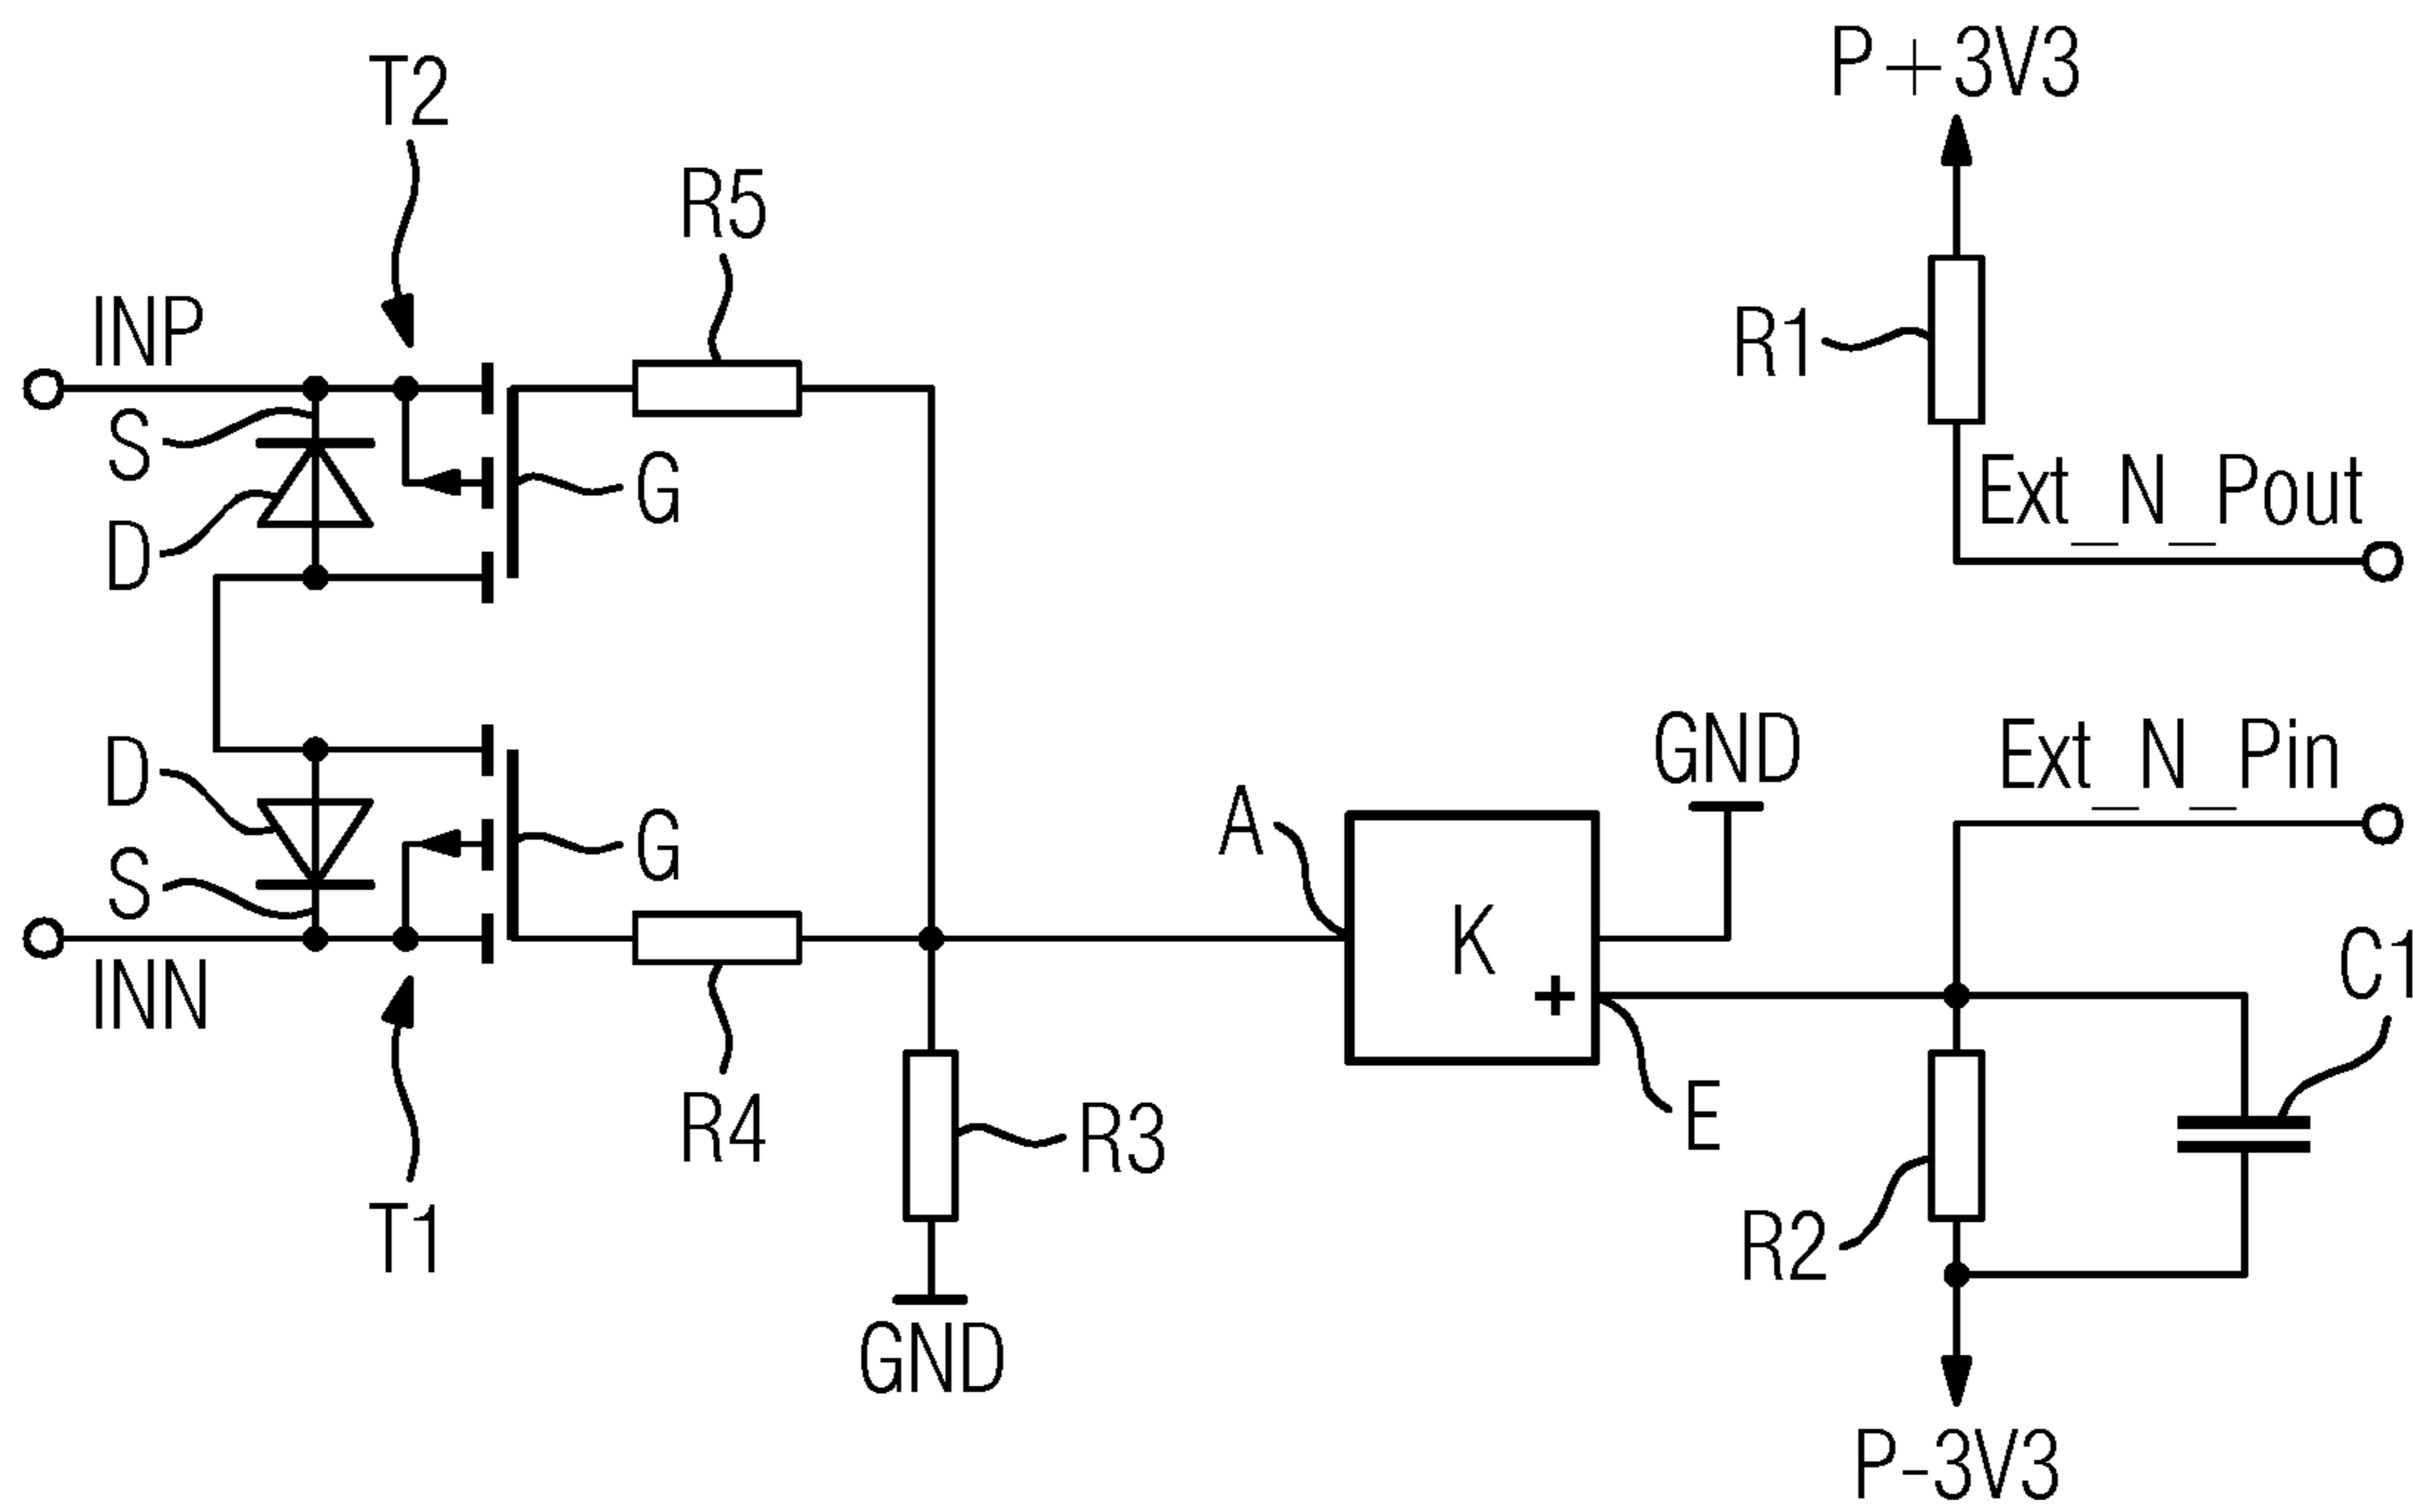 T2
P+3V3
R5
INP
R1
S
G
Ext_N_Pout
D
D
GND
Ext_N_Pin
A
G
S
K
C1
INN
+
R4
R3
E
T1
R2
GND
P-3V3